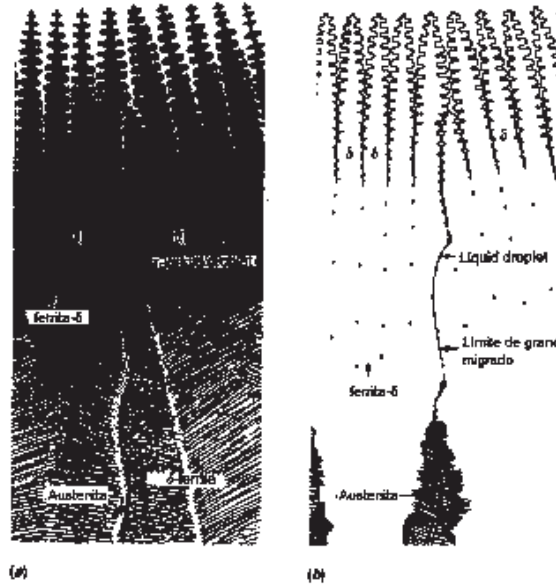 ferrita-δ
Austenita
δ-ferrita
(a)
δ δ
δ
Liquid droplet
Límite de grano
migrado
ferrita-δ
Austenita
(b)